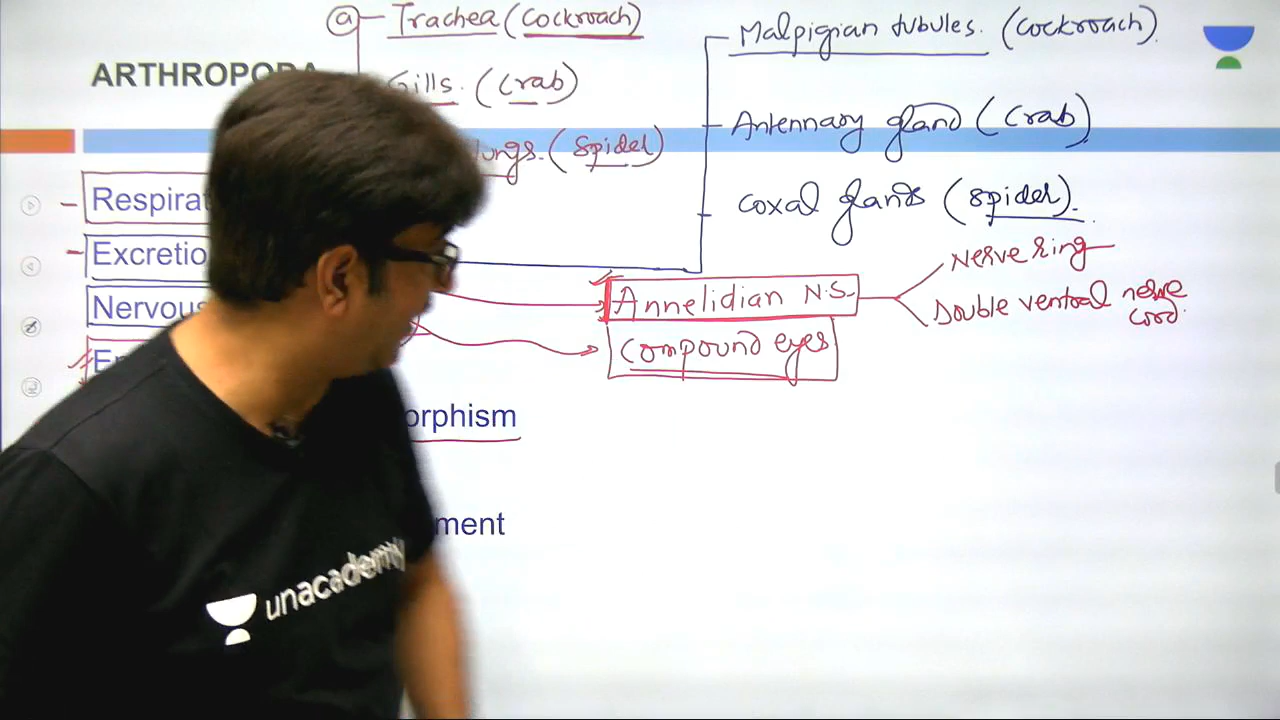 a Trachea (Cockroach)
Gills. (Crab)
lungs. (Spider)
Malpigian tubules. (Cockroach).
Antennary gland (Crab)
Coxal glands (Spider).
Nerve ring
Annelidian N.S.
Double ventral nerve cord.
Compound eyes
ARTHROPODA
Respirat
Excretio
Nervous
orphism
ment
unacademy